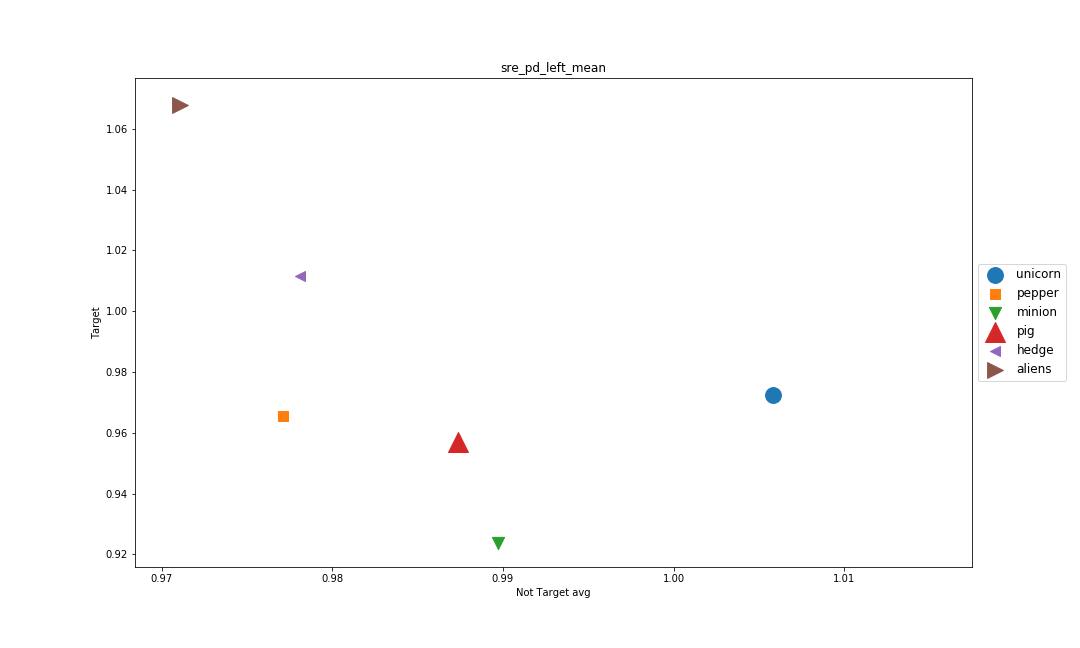 sre_pd_left_mean
1.06
1.04
1.02
1.00
0.98
0.96
0.94
0.92
Target
0.97
0.98
0.99
1.00
1.01
Not Target avg
unicorn
pepper
minion
pig
hedge
aliens